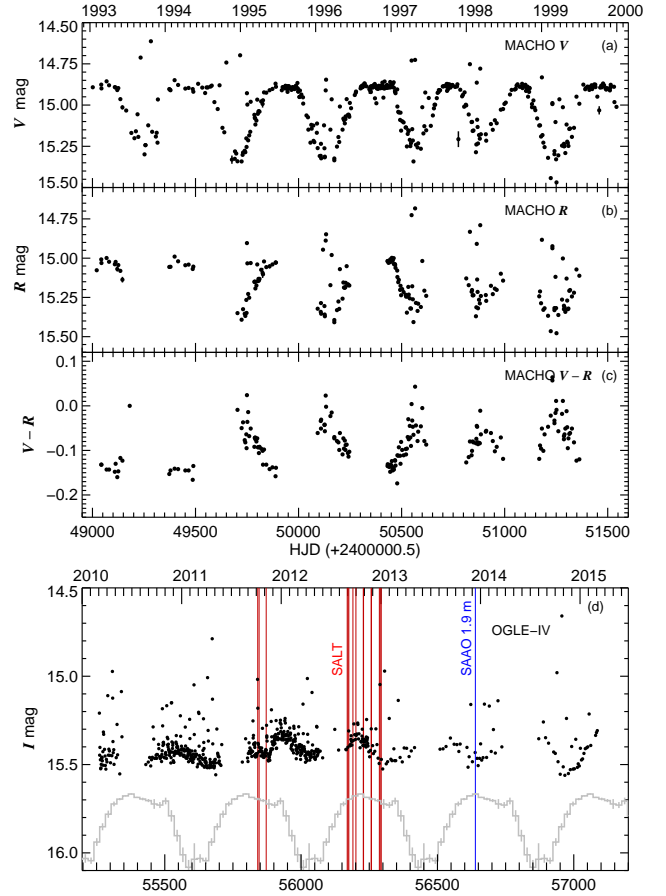 1993 1994 1995 1996 1997 1998 1999 2000
14.50
MACHO V (a)
14.75
15.00
V mag
15.25
15.50
MACHO R (b)
14.75
15.00
R mag
15.25
15.50
0.1
MACHO V − R (c)
0.0
V − R
−0.1
−0.2
49000 49500 50000 50500 51000 51500
HJD (+2400000.5)
2010 2011 2012 2013 2014 2015
14.5
(d)
OGLE−IV
SALT
SAAO 1.9 m
15.0
I mag
15.5
16.0
55500 56000 56500 57000